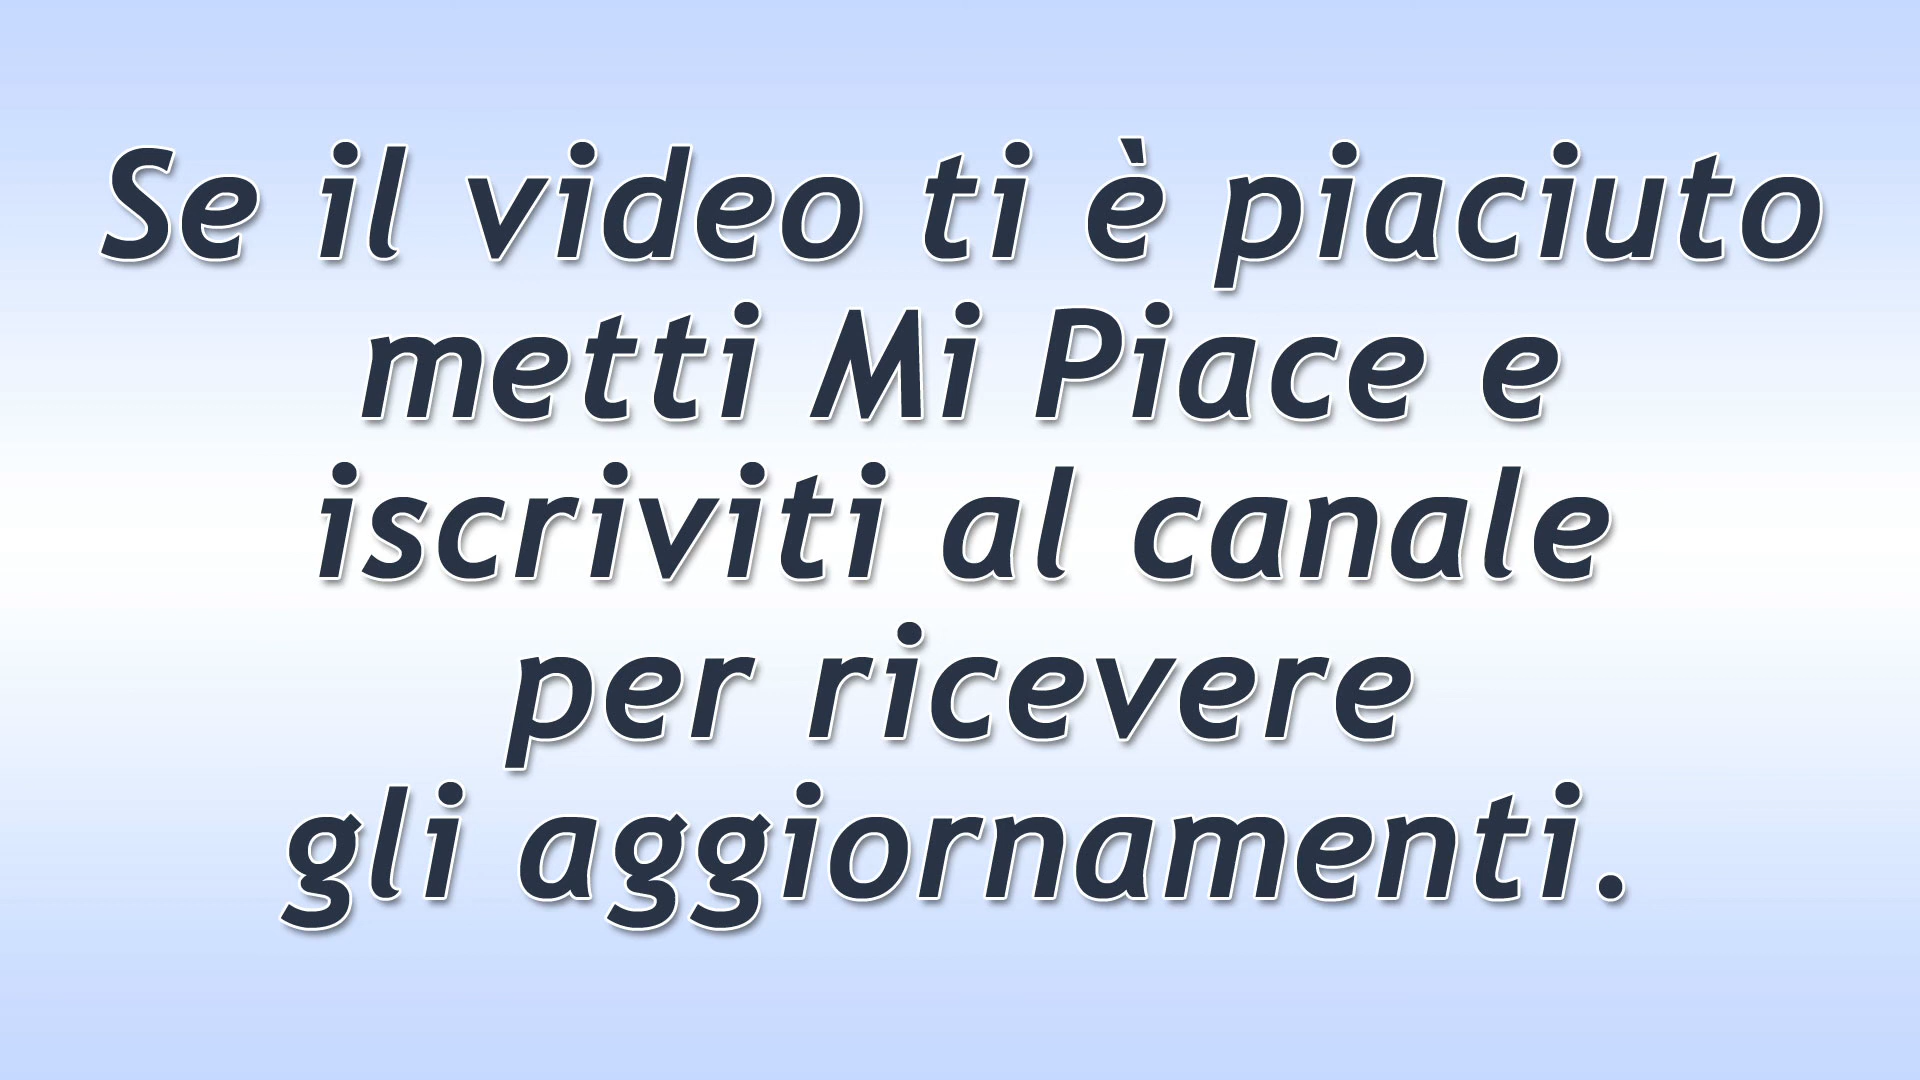 Se il video ti è piaciuto
metti Mi Piace e
iscriviti al canale
per ricevere
gli aggiornamenti.